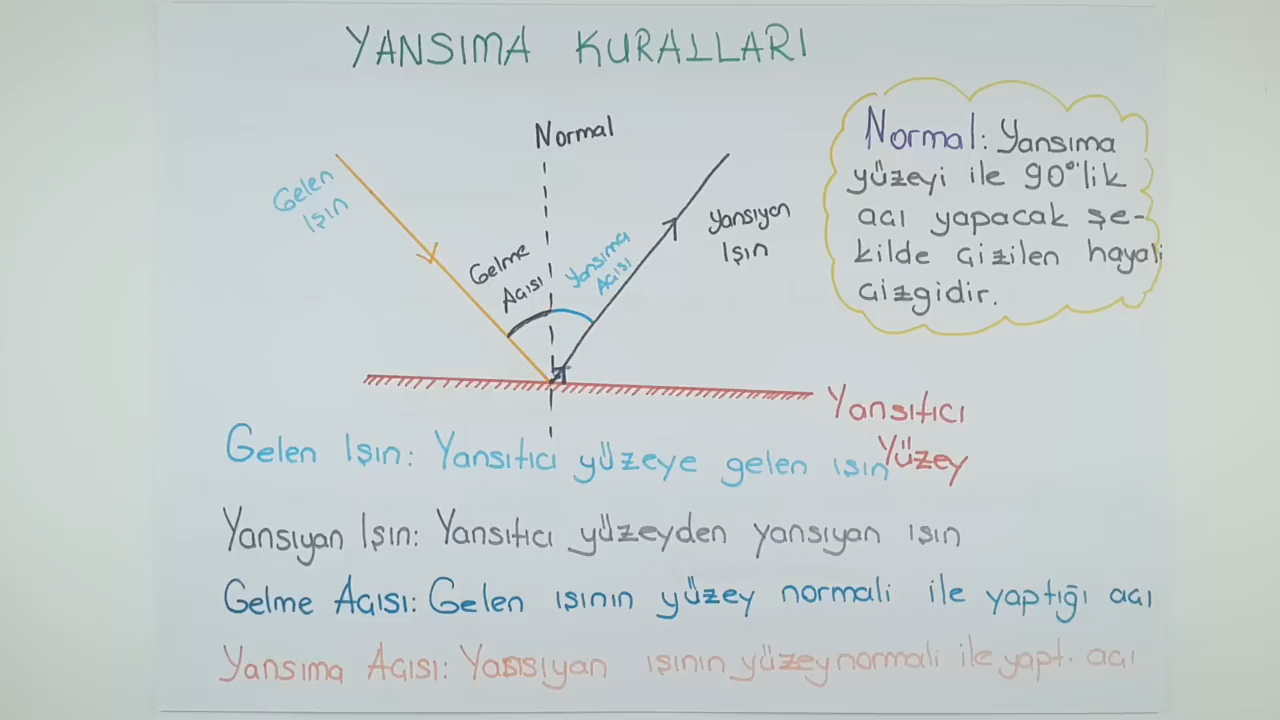 YANSIMA KURALLARI
Normal
Gelen
Işın
Gelme
Açısı
Yansıma
Açısı
Yansıyan
Işın
Normal: Yansıma
yüzeyi ile 90°'lik
açı yapacak şe-
kilde çizilen hayali
çizgidir.
Yansıtıcı
Yüzey
Gelen Işın: Yansıtıcı yüzeye gelen ışın
Yansıyan Işın: Yansıtıcı yüzeyden yansıyan ışın
Gelme Açısı: Gelen ışının yüzey normali ile yaptığı açı
Yansıma Açısı: Yasısıyan ışının yüzey normali ile yapt. açı